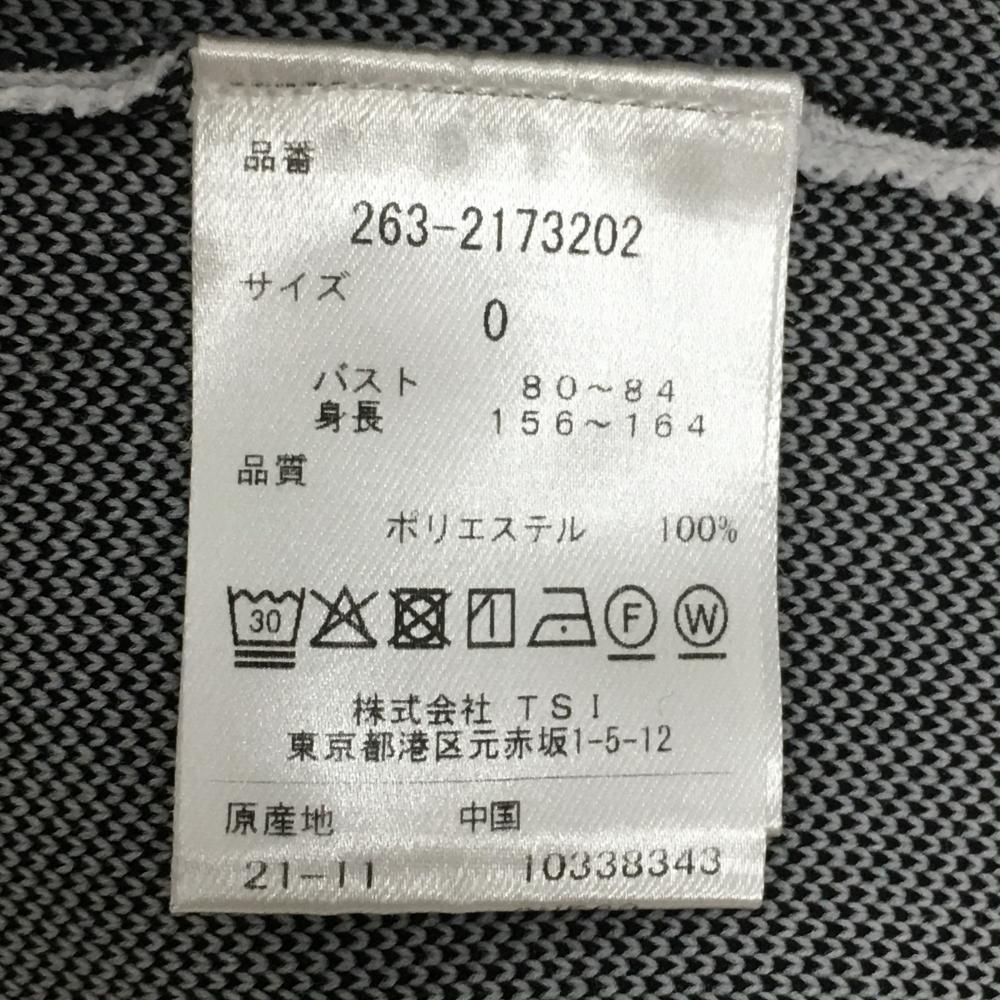 品番
263-2173202
サイズ
0
バスト 80～84
身長 156～164
品質
ポリエステル 100%
30 F W
株式会社 TSI
東京都港区元赤坂1-5-12
原産地 中国
21-11 10338343